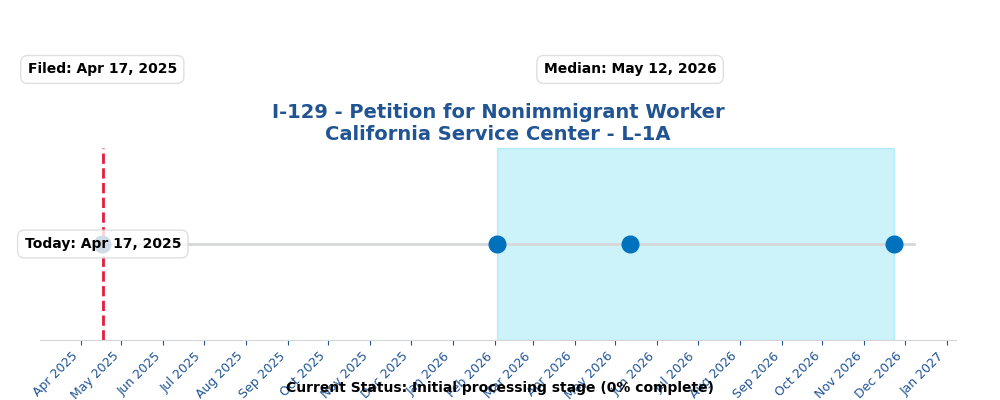 Filed: Apr 17, 2025
Median: May 12, 2026
I-129 - Petition for Nonimmigrant Worker
California Service Center - L-1A
Today: Apr 17, 2025
Apr 2025
May 2025
Jun 2025
Jul 2025
Aug 2025
Sep 2025
Oct 2025
Nov 2025
Dec 2025
Jan 2026
Feb 2026
Mar 2026
Apr 2026
May 2026
Jun 2026
Jul 2026
Aug 2026
Sep 2026
Oct 2026
Nov 2026
Dec 2026
Jan 2027
Current Status: Initial processing stage (0% complete)